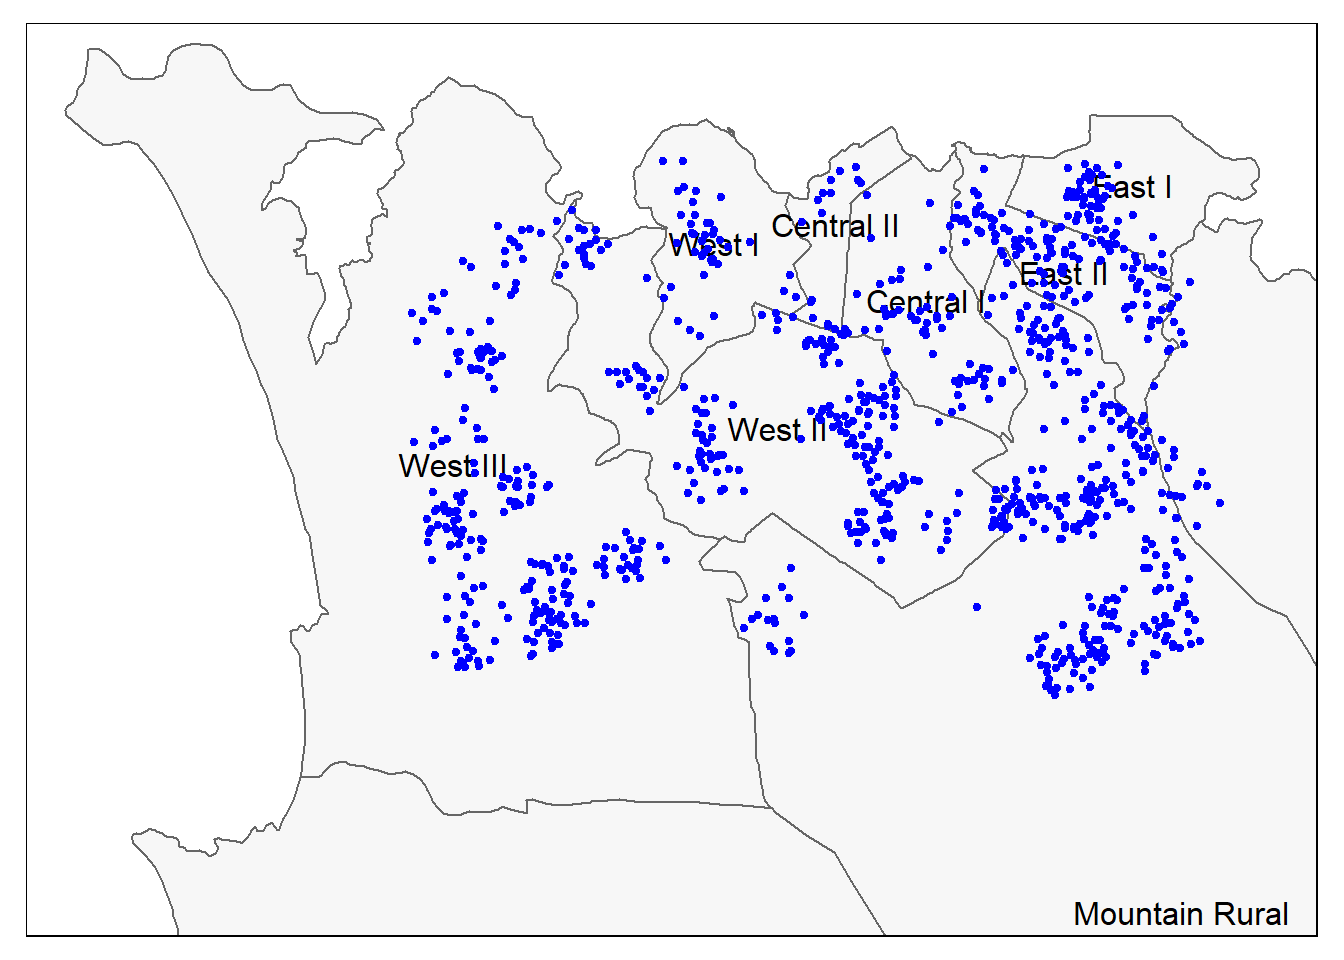 East I
Central II
West I
East II
Central I
West II
West III
Mountain Rural